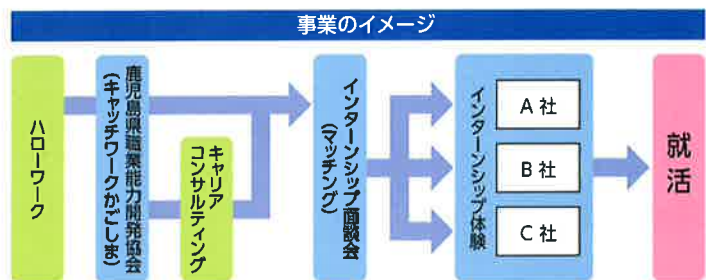 事業のイメージ
ハローワーク
鹿児島県職業能力開発協会
(キャッチワークかごしま)
キャリア
コンサルティング
インターンシップ面談会
(マッチング)
インターンシップ体験
A 社
B 社
C 社
就活